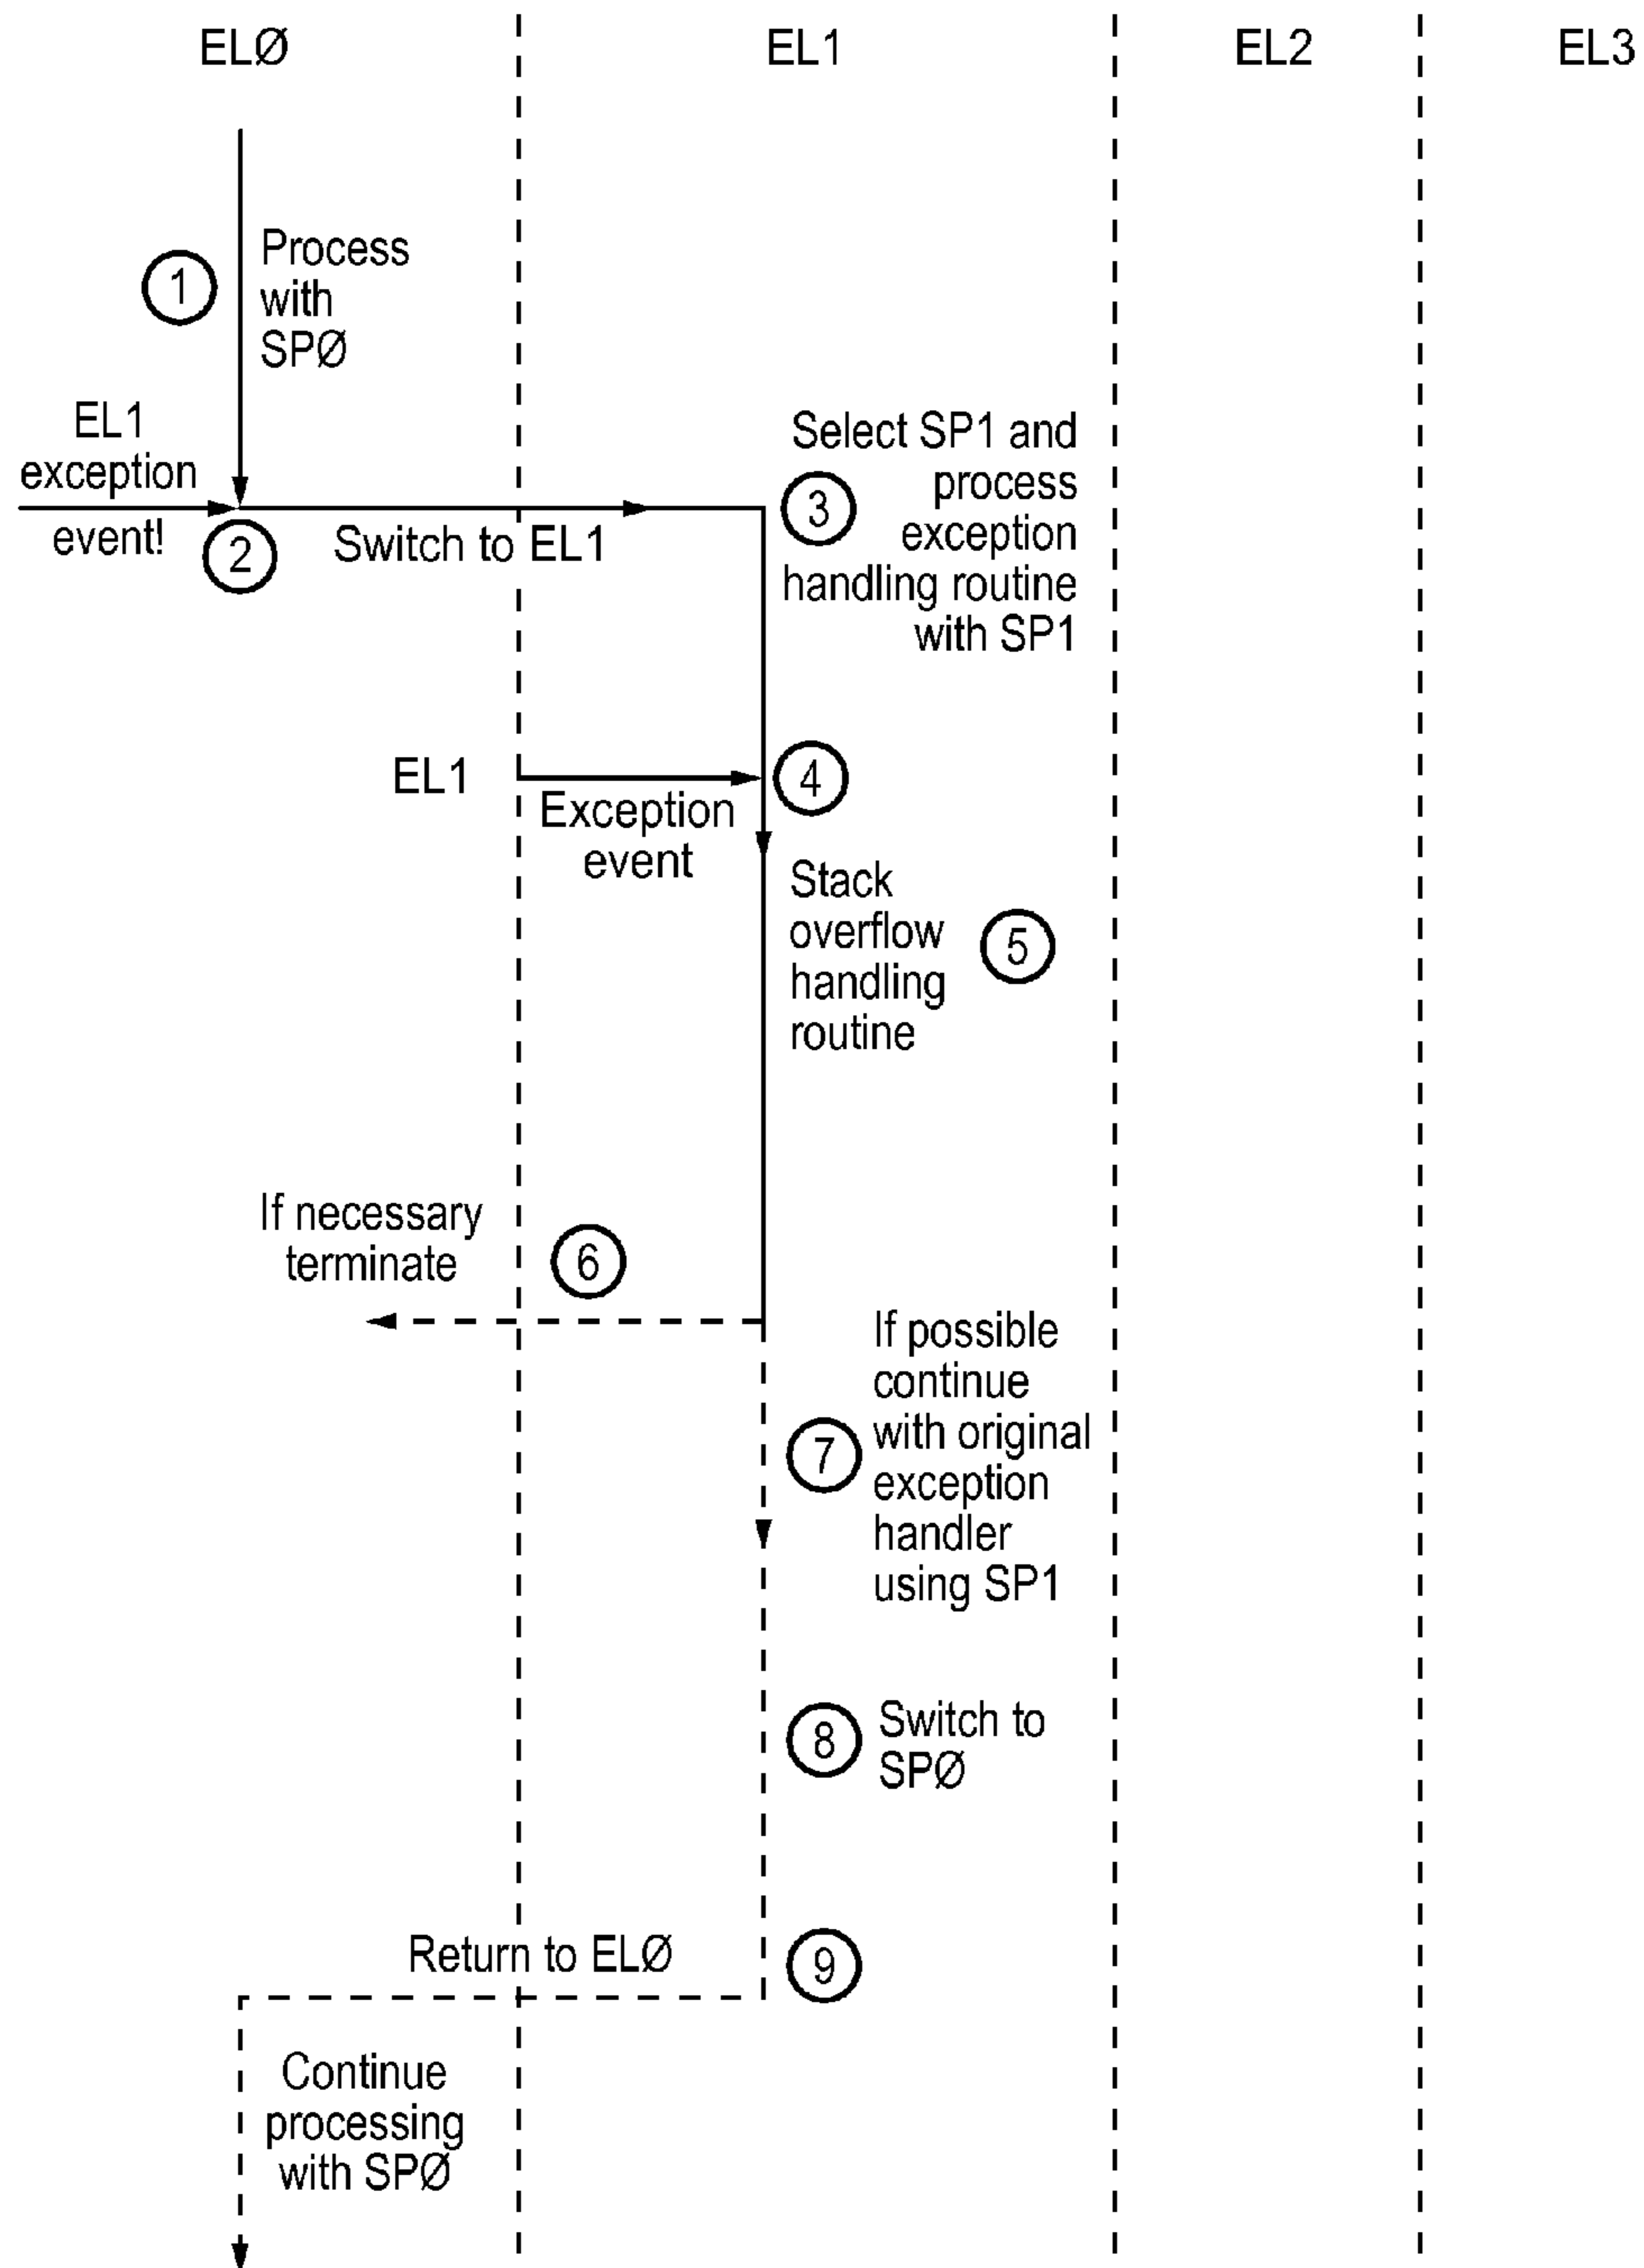 ELØ
EL1
EL2
EL3
1
Process
with
SPØ
EL1
exception
event!
2
Switch to EL1
Select SP1 and
process
exception
handling routine
with SP1
3
EL1
Exception
event
4
Stack
overflow
handling
routine
5
If necessary
terminate
6
If possible
continue
with original
exception
handler
using SP1
7
8
Switch to
SPØ
Return to ELØ
9
Continue
processing
with SPØ